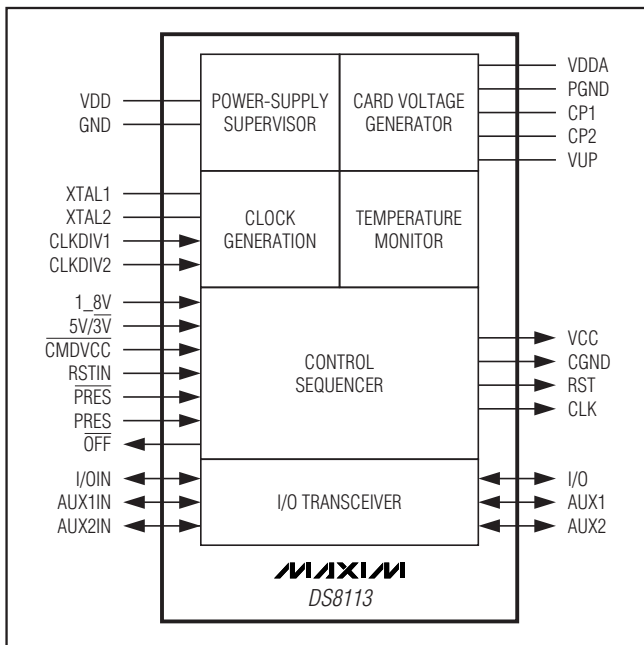 VDD
GND
XTAL1
XTAL2
CLKDIV1
CLKDIV2
1_8V
5V/3V
CMDVCC
RSTIN
PRES
PRES
OFF
I/OIN
AUX1IN
AUX2IN
POWER-SUPPLY
SUPERVISOR
CARD VOLTAGE
GENERATOR
CLOCK
GENERATION
TEMPERATURE
MONITOR
CONTROL
SEQUENCER
I/O TRANSCEIVER
VDDA
PGND
CP1
CP2
VUP
VCC
CGND
RST
CLK
I/O
AUX1
AUX2
MAXIM
DS8113